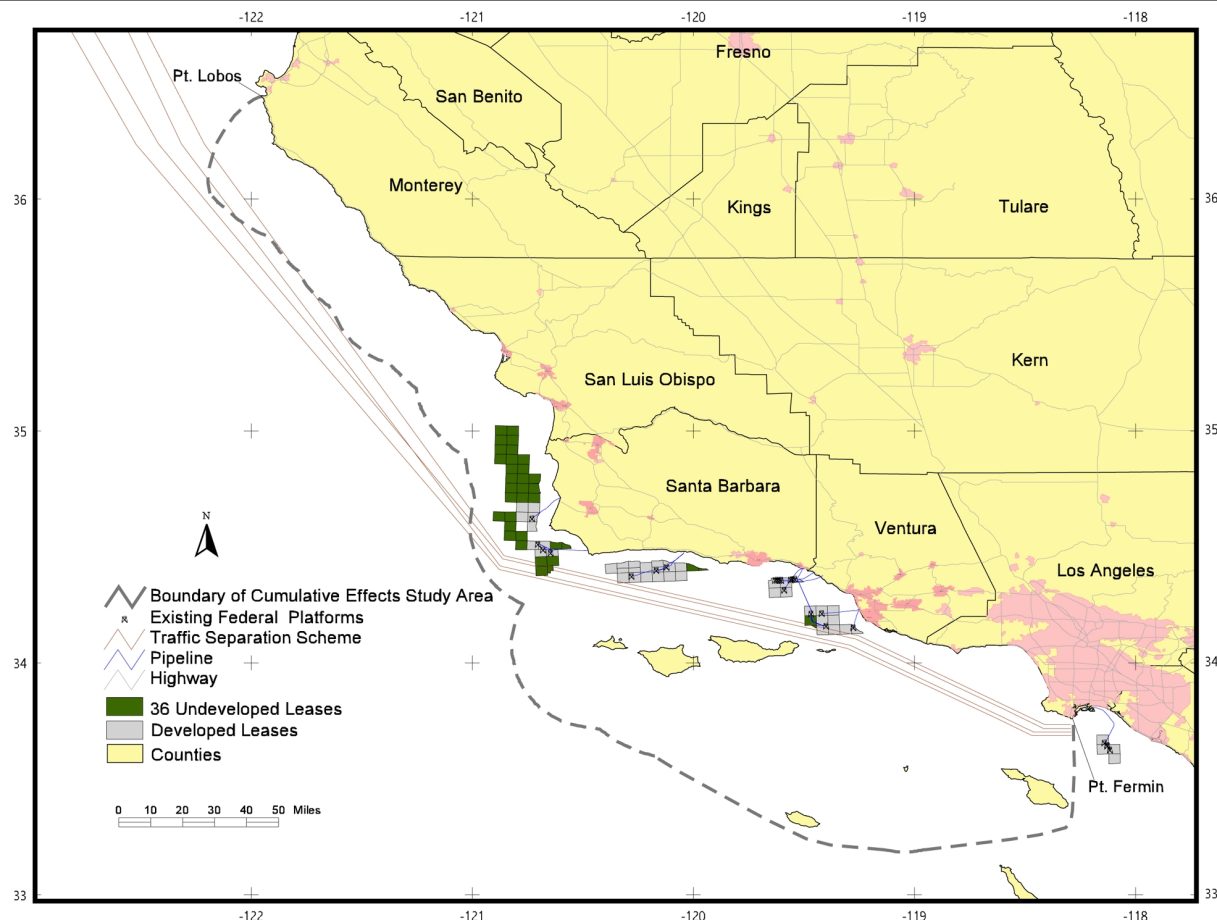 -122 -121 -120 -119 -118
Fresno
Pt. Lobos
San Benito
Monterey
36 36
Kings
Tulare
San Luis Obispo
Kern
35 35
Santa Barbara
Ventura
Los Angeles
N
Boundary of Cumulative Effects Study Area
Existing Federal Platforms
Traffic Separation Scheme
Pipeline
Highway
34 34
36 Undeveloped Leases
Developed Leases
Counties
Pt. Fermin
0 10 20 30 40 50 Miles
33 33
-122 -121 -120 -119 -118